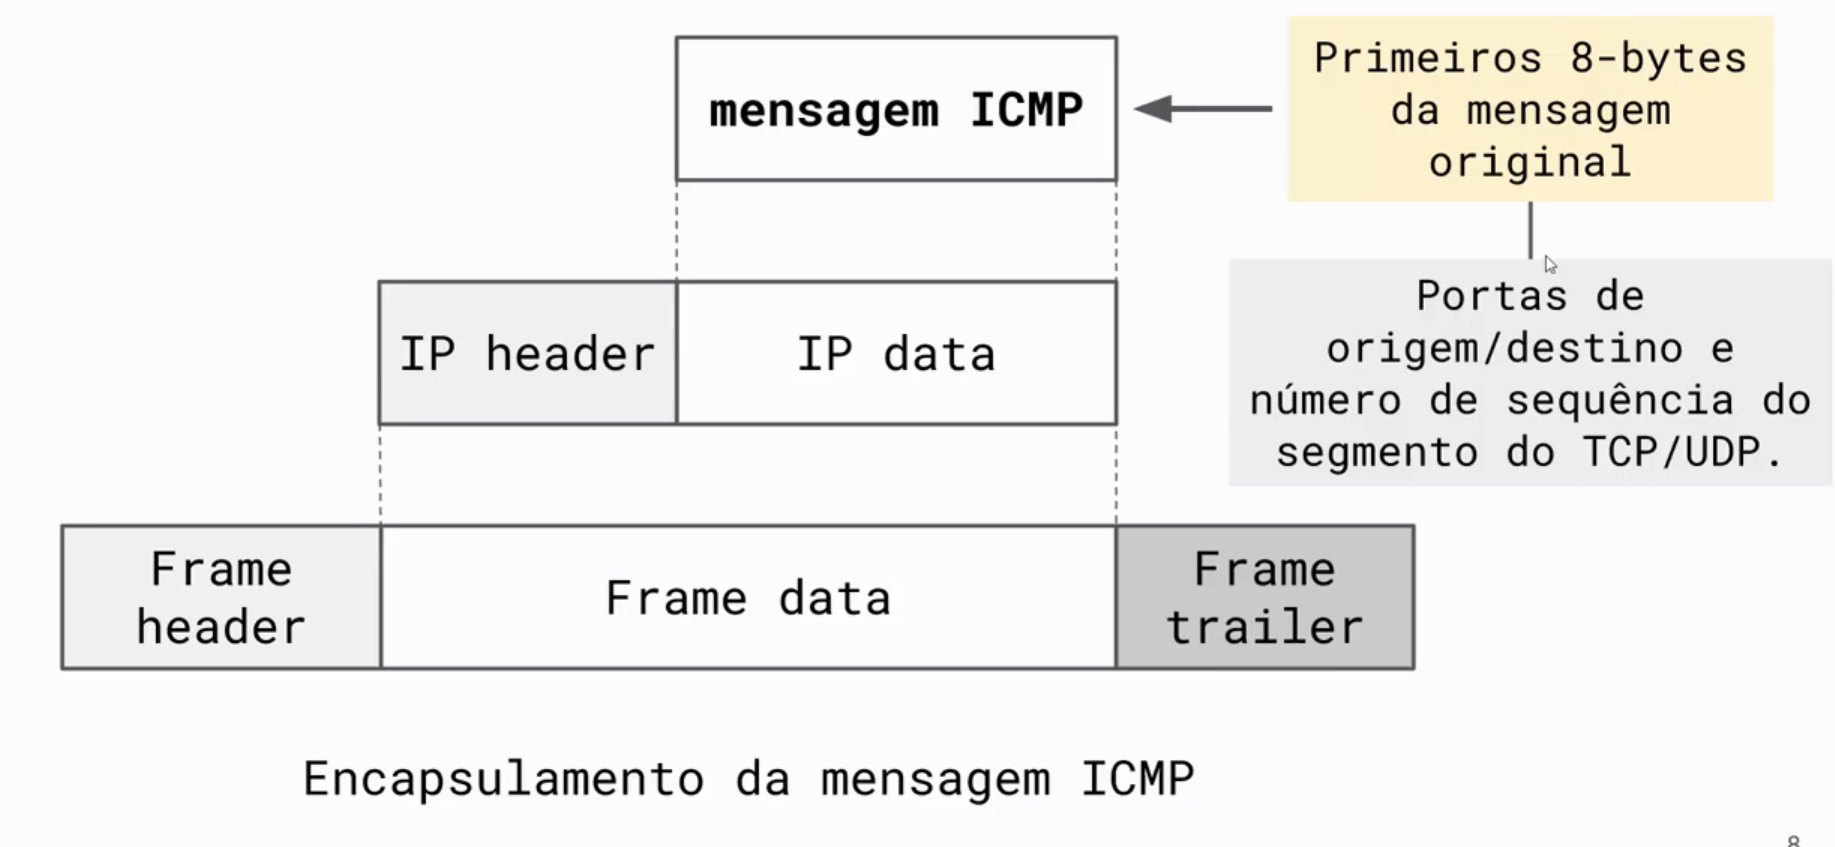 mensagem ICMP
Primeiros 8-bytes
da mensagem
original
IP header
IP data
Portas de
origem/destino e
número de sequência do
segmento do TCP/UDP.
Frame
header
Frame data
Frame
trailer
Encapsulamento da mensagem ICMP
8